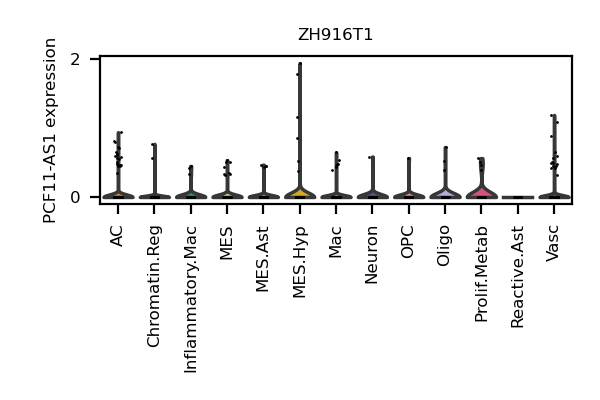 ZH916T1
PCF11-AS1 expression
2
0
AC
Chromatin.Reg
Inflammatory.Mac
MES
MES.Ast
MES.Hyp
Mac
Neuron
OPC
Oligo
Prolif.Metab
Reactive.Ast
Vasc